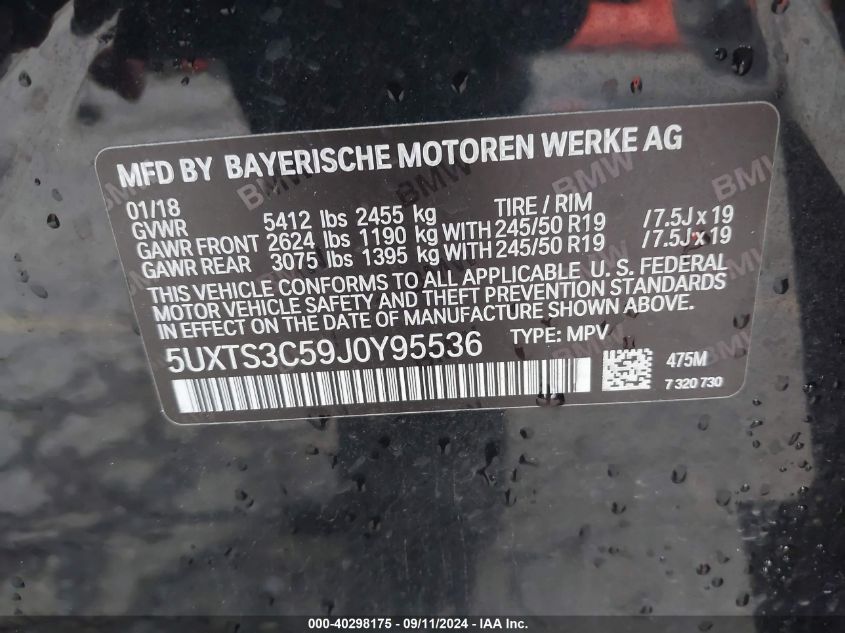 MFD BY BAYERISCHE MOTOREN WERKE AG
01/18 TIRE / RIM
GVWR 5412 lbs 2455 kg
GAWR FRONT 2624 lbs 1190 kg WITH 245/50 R19 /7.5J x 19
GAWR REAR 3075 lbs 1395 kg WITH 245/50 R19 /7.5J x 19
THIS VEHICLE CONFORMS TO ALL APPLICABLE U. S. FEDERAL
MOTOR VEHICLE SAFETY AND THEFT PREVENTION STANDARDS
IN EFFECT ON THE DATE OF MANUFACTURE SHOWN ABOVE.
5UXTS3C59J0Y95536 TYPE: MPV
475M
7 320 730
000-40298175 - 09/11/2024 - IAA Inc.